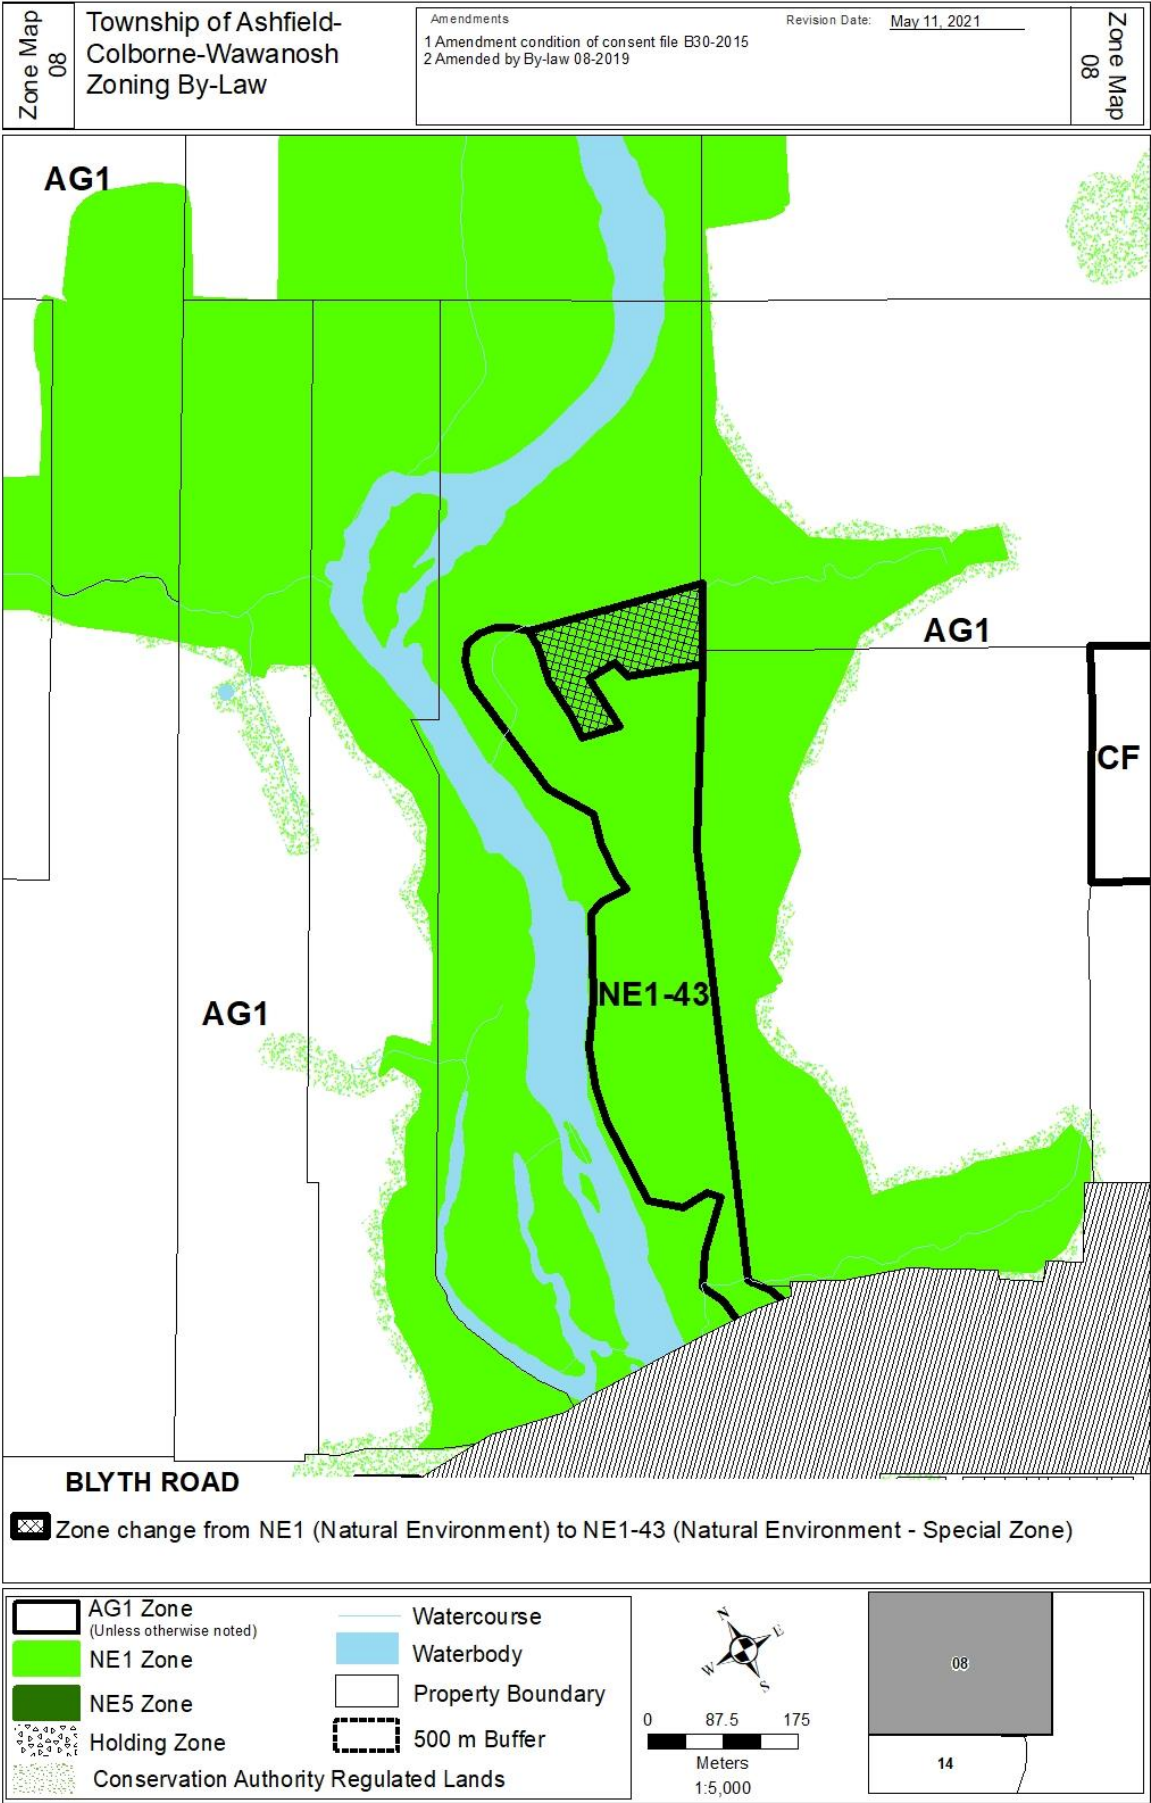 Zone Map
08
Township of Ashfield-
Colborne-Wawanosh
Zoning By-Law
Amendments
1 Amendment condition of consent file B30-2015
2 Amended by By-law 08-2019
Revision Date: May 11, 2021
Zone Map
08
AG1
AG1
CF
NE1-43
AG1
BLYTH ROAD
Zone change from NE1 (Natural Environment) to NE1-43 (Natural Environment - Special Zone)
AG1 Zone
(Unless otherwise noted)
NE1 Zone
NE5 Zone
Holding Zone
Conservation Authority Regulated Lands
Watercourse
Waterbody
Property Boundary
500 m Buffer
N
E
W
S
0 87.5 175
Meters
1:5,000
08
14